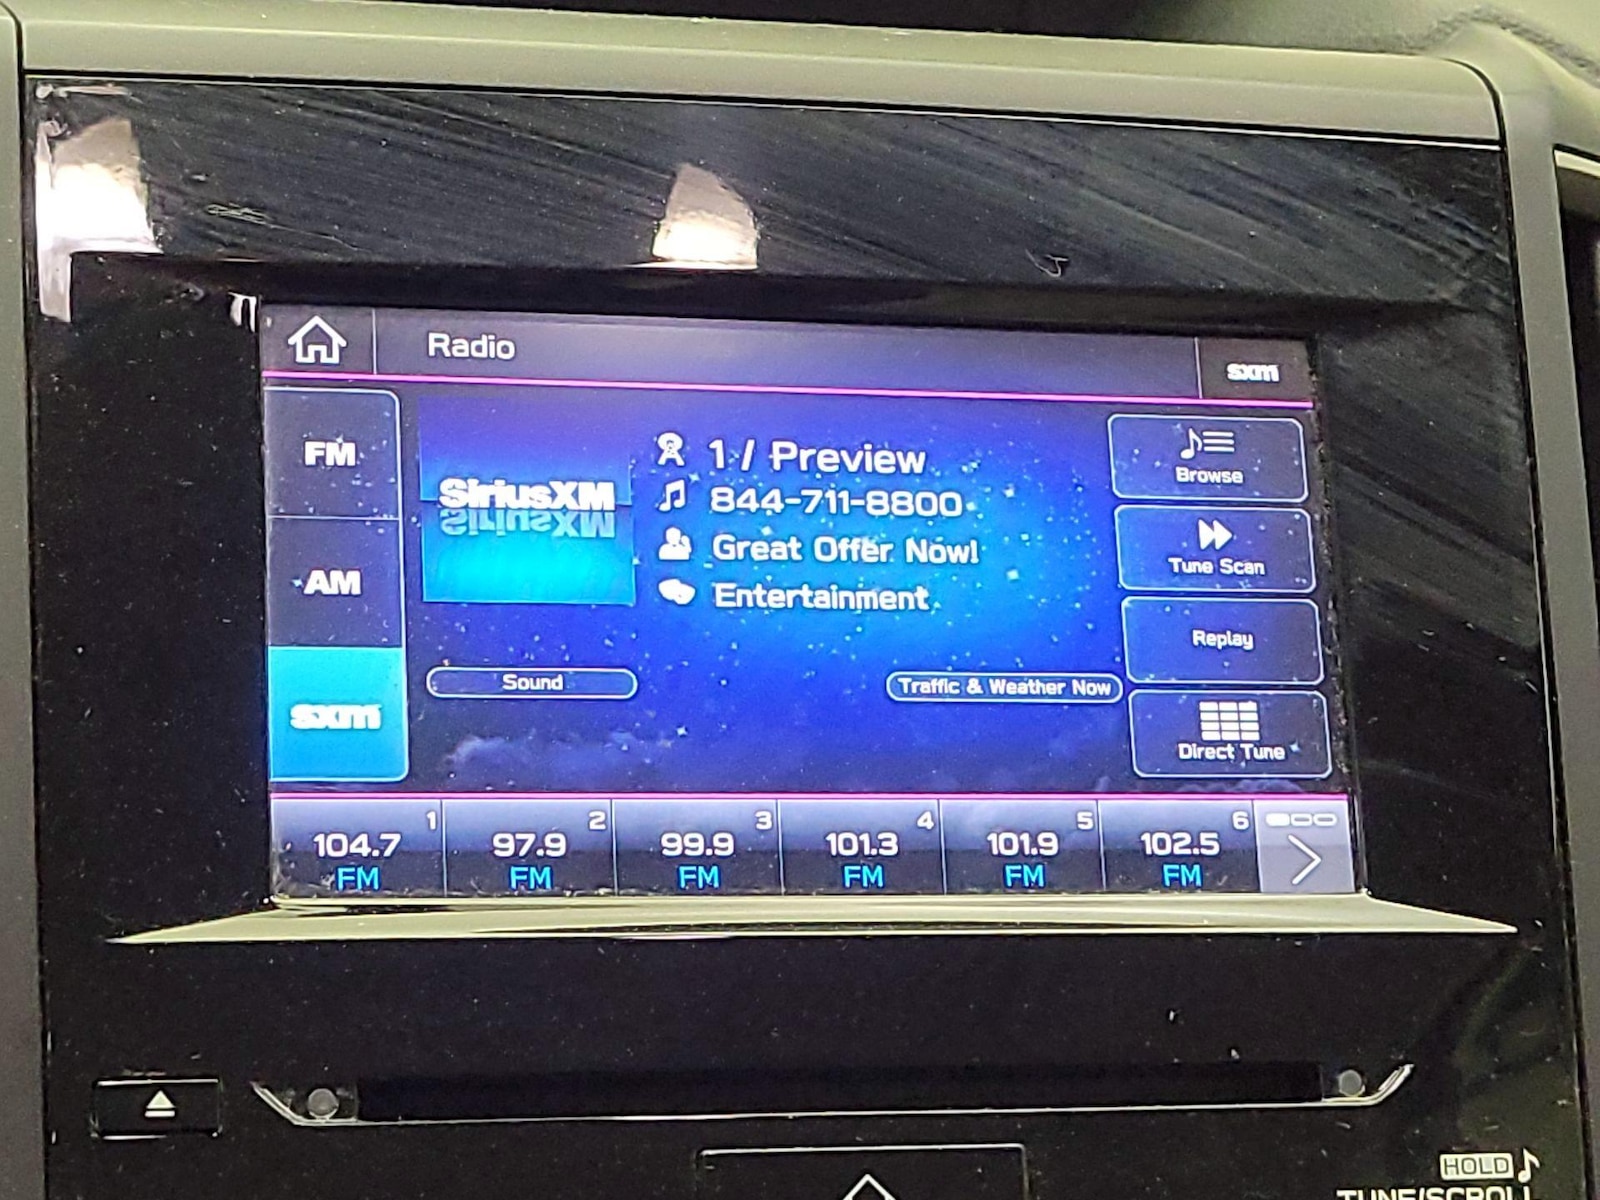 Radio
sxm
FM
AM
sxm
SiriusXM
1 / Preview
844-711-8800
Great Offer Now!
Entertainment
Sound
Traffic & Weather Now
Browse
Tune Scan
Replay
Direct Tune
1
104.7
FM
2
97.9
FM
3
99.9
FM
4
101.3
FM
5
101.9
FM
6
102.5
FM
HOLD
TUNE/SCROLL